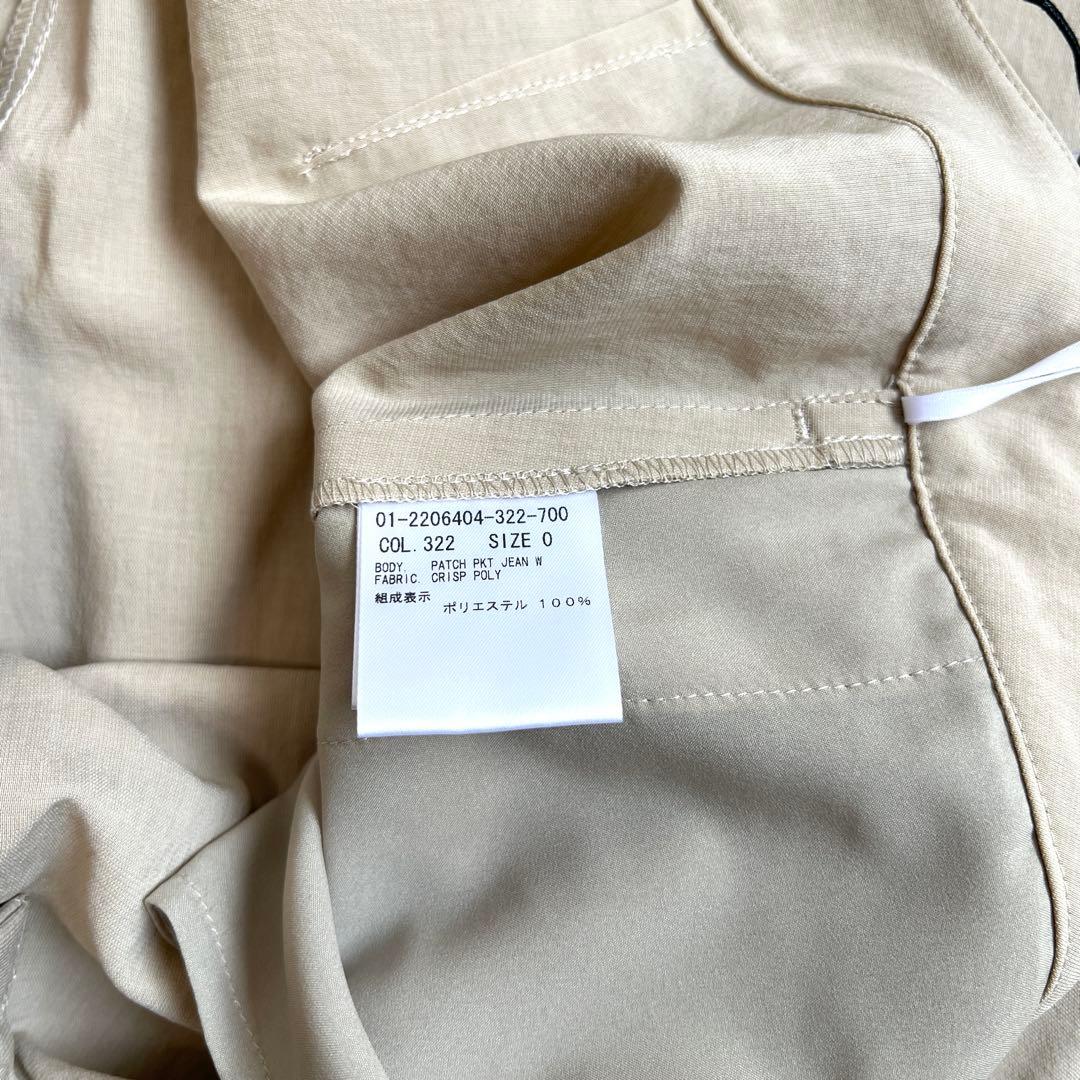 01-2206404-322-700
COL. 322 SIZE 0
BODY. PATCH PKT JEAN W
FABRIC. CRISP POLY
組成表示
ポリエステル 100%